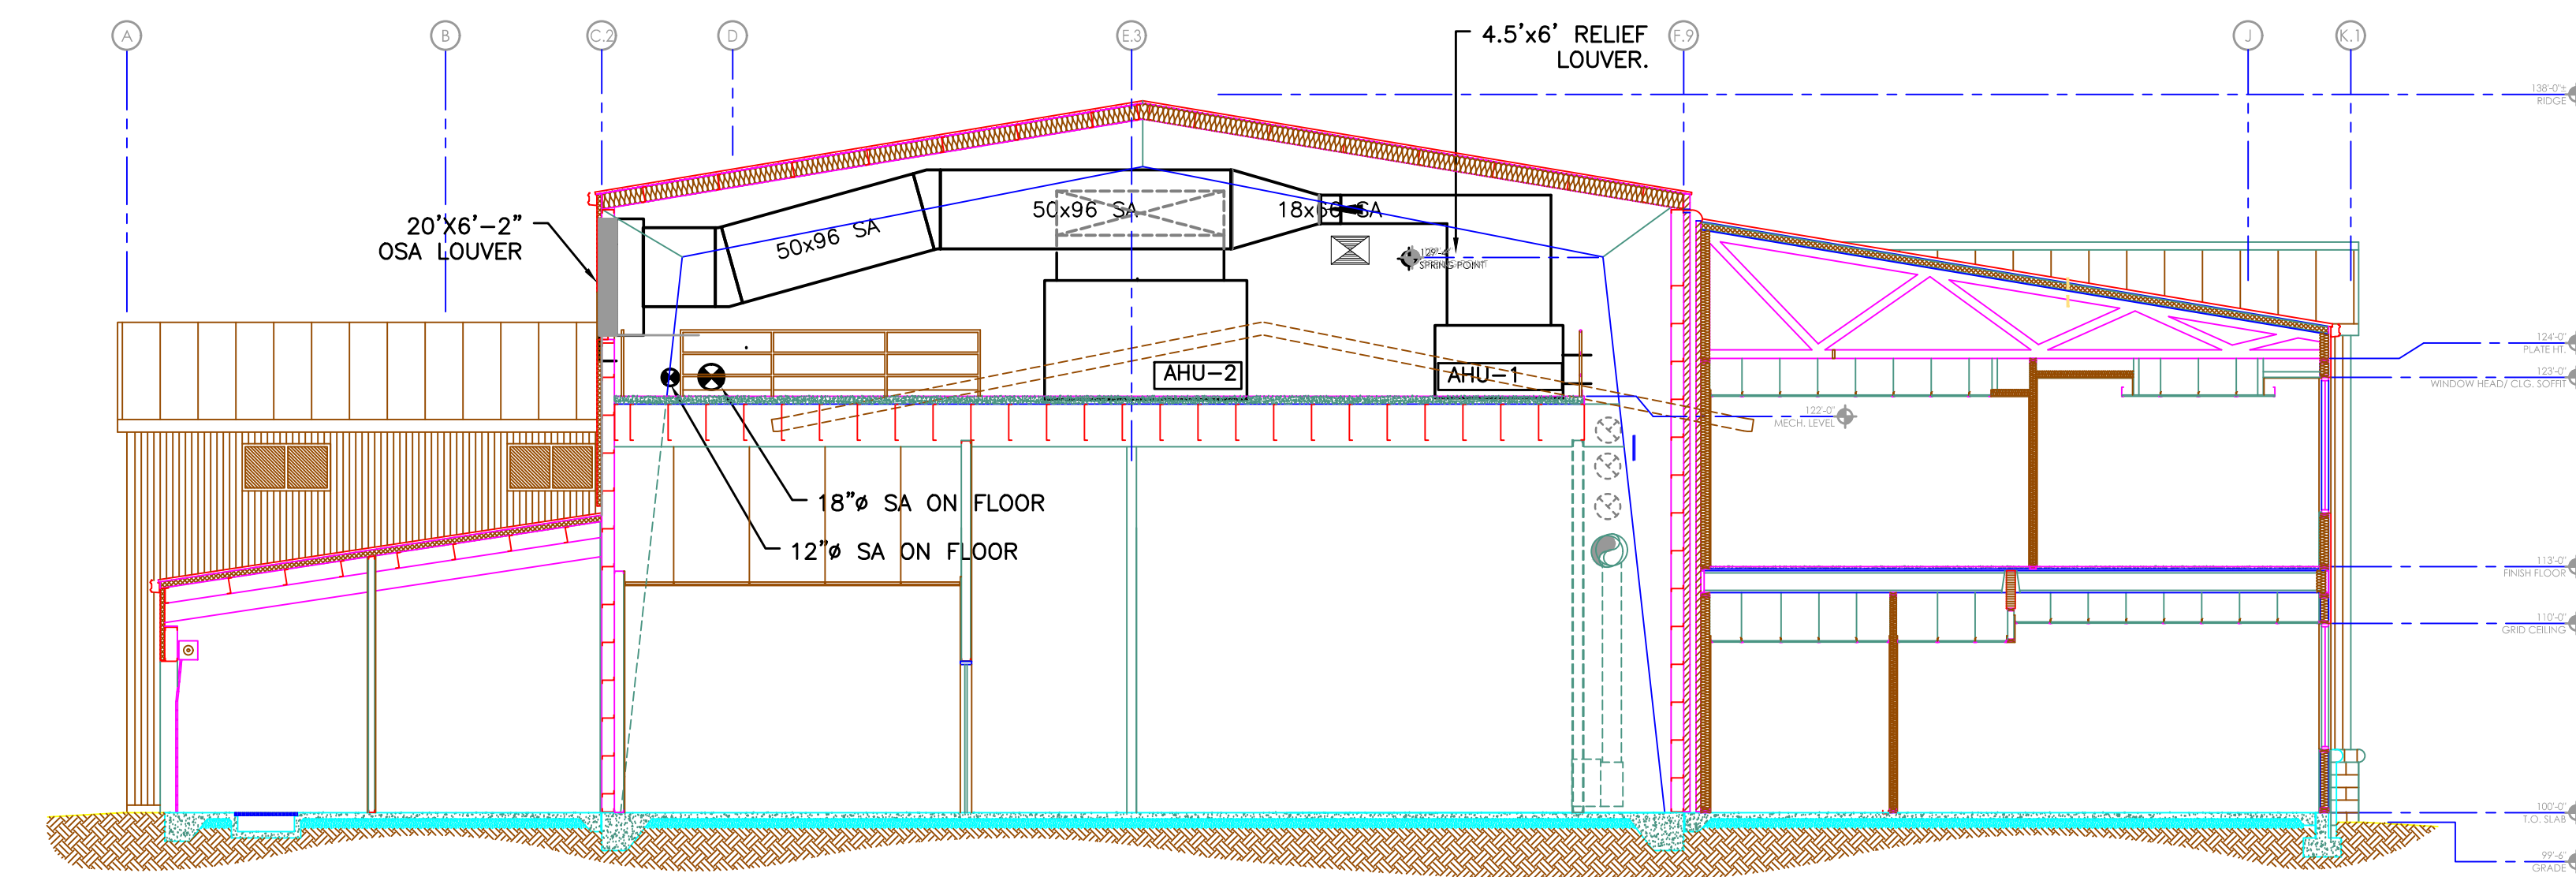 A
B
C.2
D
E.3
F.9
J
K.1
4.5'x6' RELIEF
LOUVER.
138'-0"±
RIDGE
20'X6'-2"
OSA LOUVER
50x96 SA
50x96 SA
18x66 SA
SPRING POINT
124'-0"
PLATE HT.
123'-0"
WINDOW HEAD/ CLG. SOFFIT
AHU-2
AHU-1
122'-0"
MECH. LEVEL
18"ø SA ON FLOOR
12"ø SA ON FLOOR
113'-0"
FINISH FLOOR
110'-0"
GRID CEILING
100'-0"
T.O. SLAB
99'-6"
GRADE